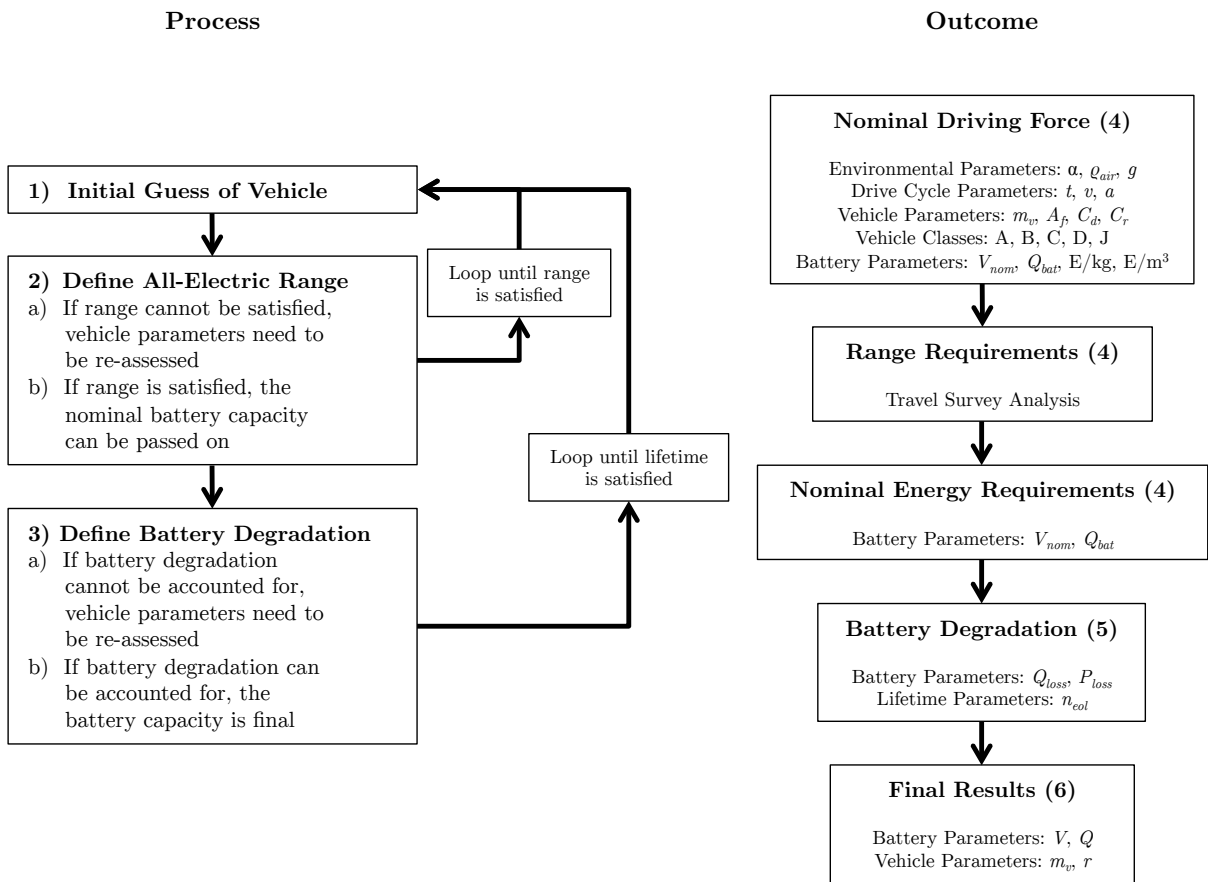 Process
1) Initial Guess of Vehicle
2) Define All-Electric Range
a) If range cannot be satisfied,
vehicle parameters need to
be re-assessed
b) If range is satisfied, the
nominal battery capacity
can be passed on
3) Define Battery Degradation
a) If battery degradation
cannot be accounted for,
vehicle parameters need to
be re-assessed
b) If battery degradation can
be accounted for, the
battery capacity is final
Loop until range
is satisfied
Loop until lifetime
is satisfied
Outcome
Nominal Driving Force (4)
Environmental Parameters: α, ϱ_air, g
Drive Cycle Parameters: t, v, a
Vehicle Parameters: m_v, A_f, C_d, C_r
Vehicle Classes: A, B, C, D, J
Battery Parameters: V_nom, Q_bat, E/kg, E/m³
Range Requirements (4)
Travel Survey Analysis
Nominal Energy Requirements (4)
Battery Parameters: V_nom, Q_bat
Battery Degradation (5)
Battery Parameters: Q_loss, P_loss
Lifetime Parameters: n_eol
Final Results (6)
Battery Parameters: V, Q
Vehicle Parameters: m_v, r